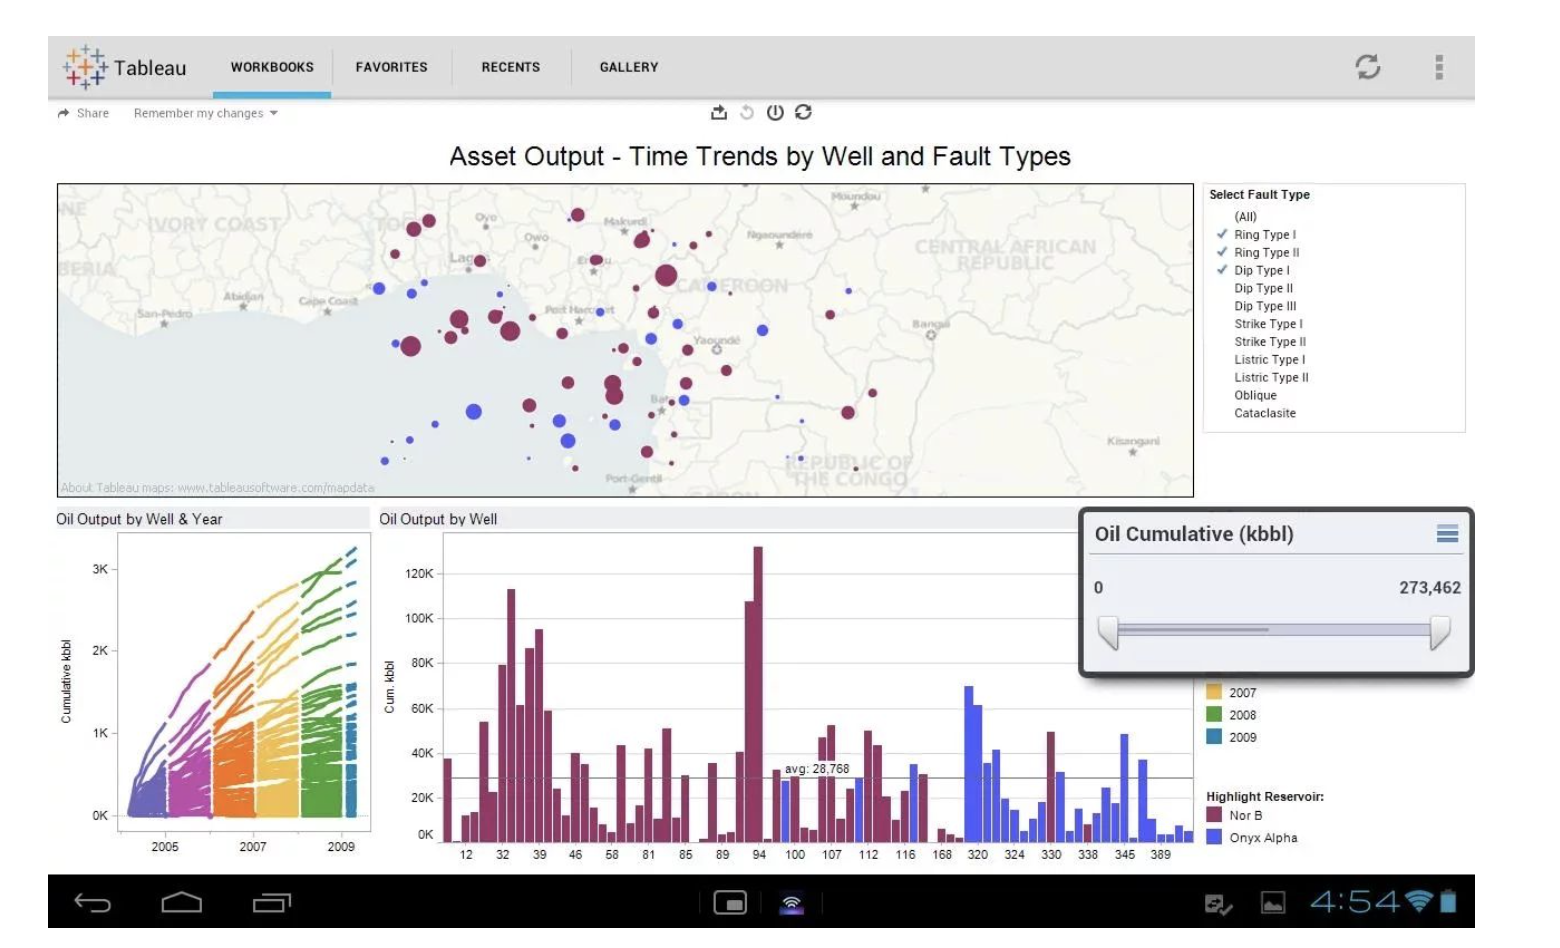 Tableau WORKBOOKS FAVORITES RECENTS GALLERY
Share Remember my changes
Asset Output - Time Trends by Well and Fault Types
IVORY COAST
TOGO
Oyo
Owo
Makurdi
Moundou
Ngaoundere
CENTRAL AFRICAN
REPUBLIC
BERIA
Lagos
CAMEROON
Abidjan
Cape Coast
San-Pedro
Port Harcourt
Bangui
Yaoundé
Bata
Kisangani
REPUBLIC OF
THE CONGO
Port-Gentil
GABON
About Tableau maps: www.tableausoftware.com/mapdata
Select Fault Type
(All)
Ring Type I
Ring Type II
Dip Type I
Dip Type II
Dip Type III
Strike Type I
Strike Type II
Listric Type I
Listric Type II
Oblique
Cataclasite
Oil Output by Well & Year
Cumulative kbbl
3K
2K
1K
0K
2005 2007 2009
Oil Output by Well
Cum. kbbl
120K
100K
80K
60K
40K
20K
0K
avg: 28,768
12 32 39 46 58 81 85 89 94 100 107 112 116 168 320 324 330 338 345 389
Oil Cumulative (kbbl)
0 273,462
2007
2008
2009
Highlight Reservoir:
Nor B
Onyx Alpha
4:54